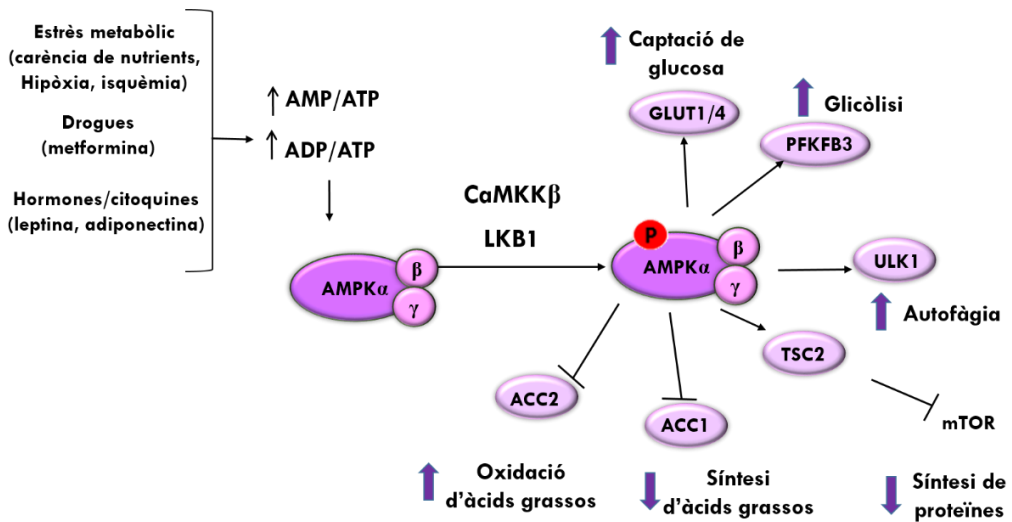 Estrès metabòlic
(carència de nutrients,
Hipòxia, isquèmia)
Drogues
(metformina)
Hormones/citoquines
(leptina, adiponectina)
AMP/ATP
ADP/ATP
AMPKα
β
γ
CaMKKβ
LKB1
P
AMPKα
β
γ
Captació de
glucosa
GLUT1/4
Glicòlisi
PFKFB3
ULK1
Autofàgia
TSC2
mTOR
Síntesi de
proteïnes
ACC2
Oxidació
d'àcids grassos
ACC1
Síntesi
d'àcids grassos